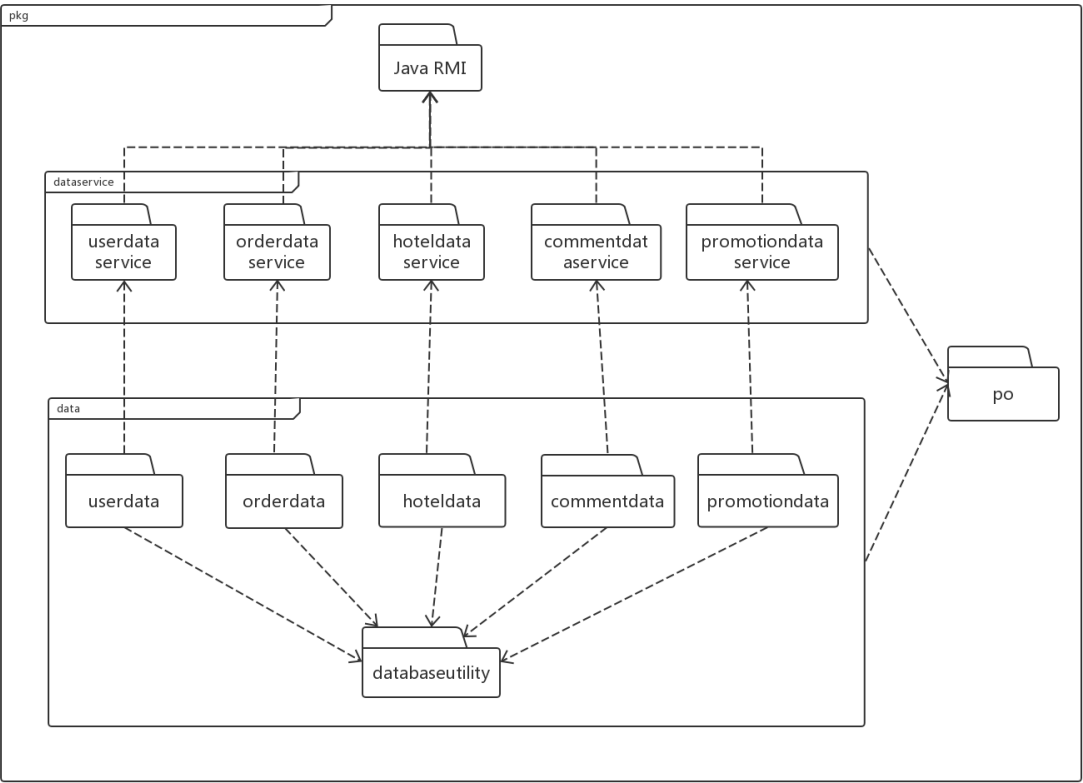 pkg
Java RMI
dataservice
userdata
service
orderdata
service
hoteldata
service
commentdat
aservice
promotiondata
service
po
data
userdata
orderdata
hoteldata
commentdata
promotiondata
databaseutility